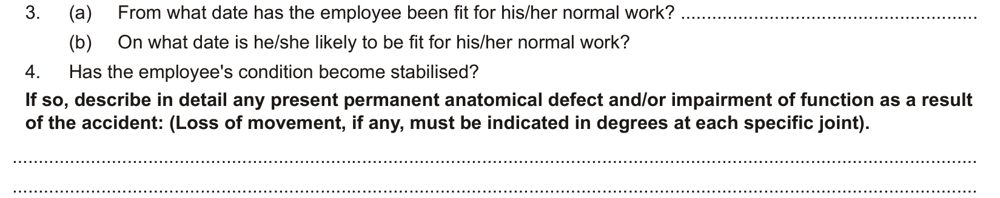 3. (a) From what date has the employee been fit for his/her normal work? ..........................................................
(b) On what date is he/she likely to be fit for his/her normal work?
4. Has the employee's condition become stabilised?
If so, describe in detail any present permanent anatomical defect and/or impairment of function as a result
of the accident: (Loss of movement, if any, must be indicated in degrees at each specific joint).
..........................................................................................................................................................................................
..........................................................................................................................................................................................